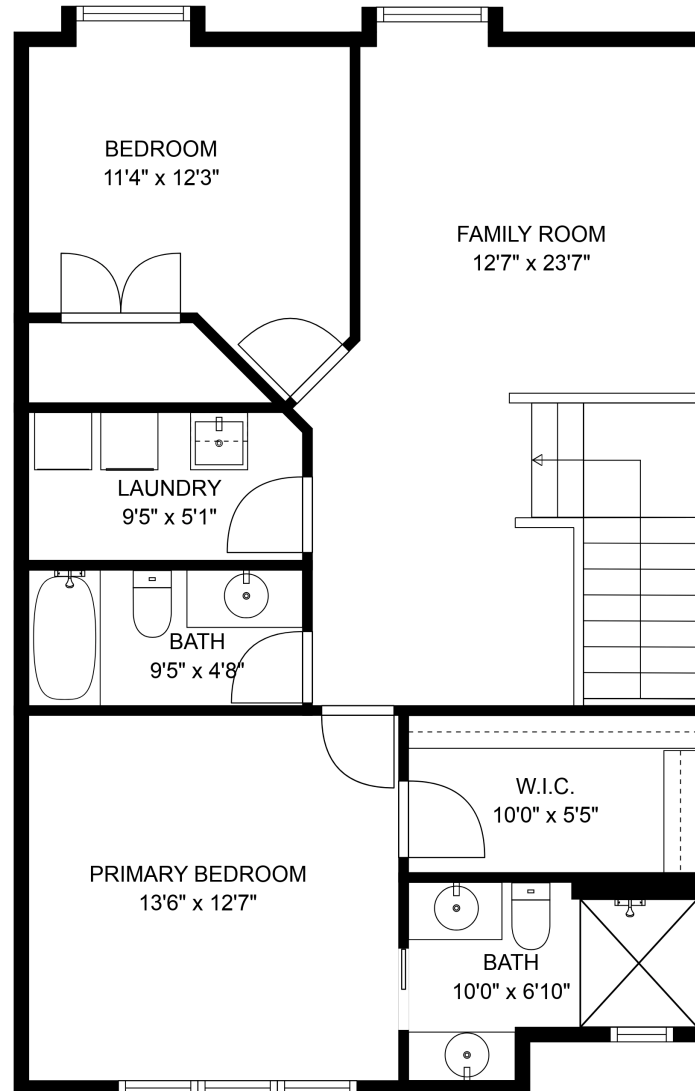 BEDROOM
11'4" x 12'3"
FAMILY ROOM
12'7" x 23'7"
LAUNDRY
9'5" x 5'1"
BATH
9'5" x 4'8"
W.I.C.
10'0" x 5'5"
PRIMARY BEDROOM
13'6" x 12'7"
BATH
10'0" x 6'10"